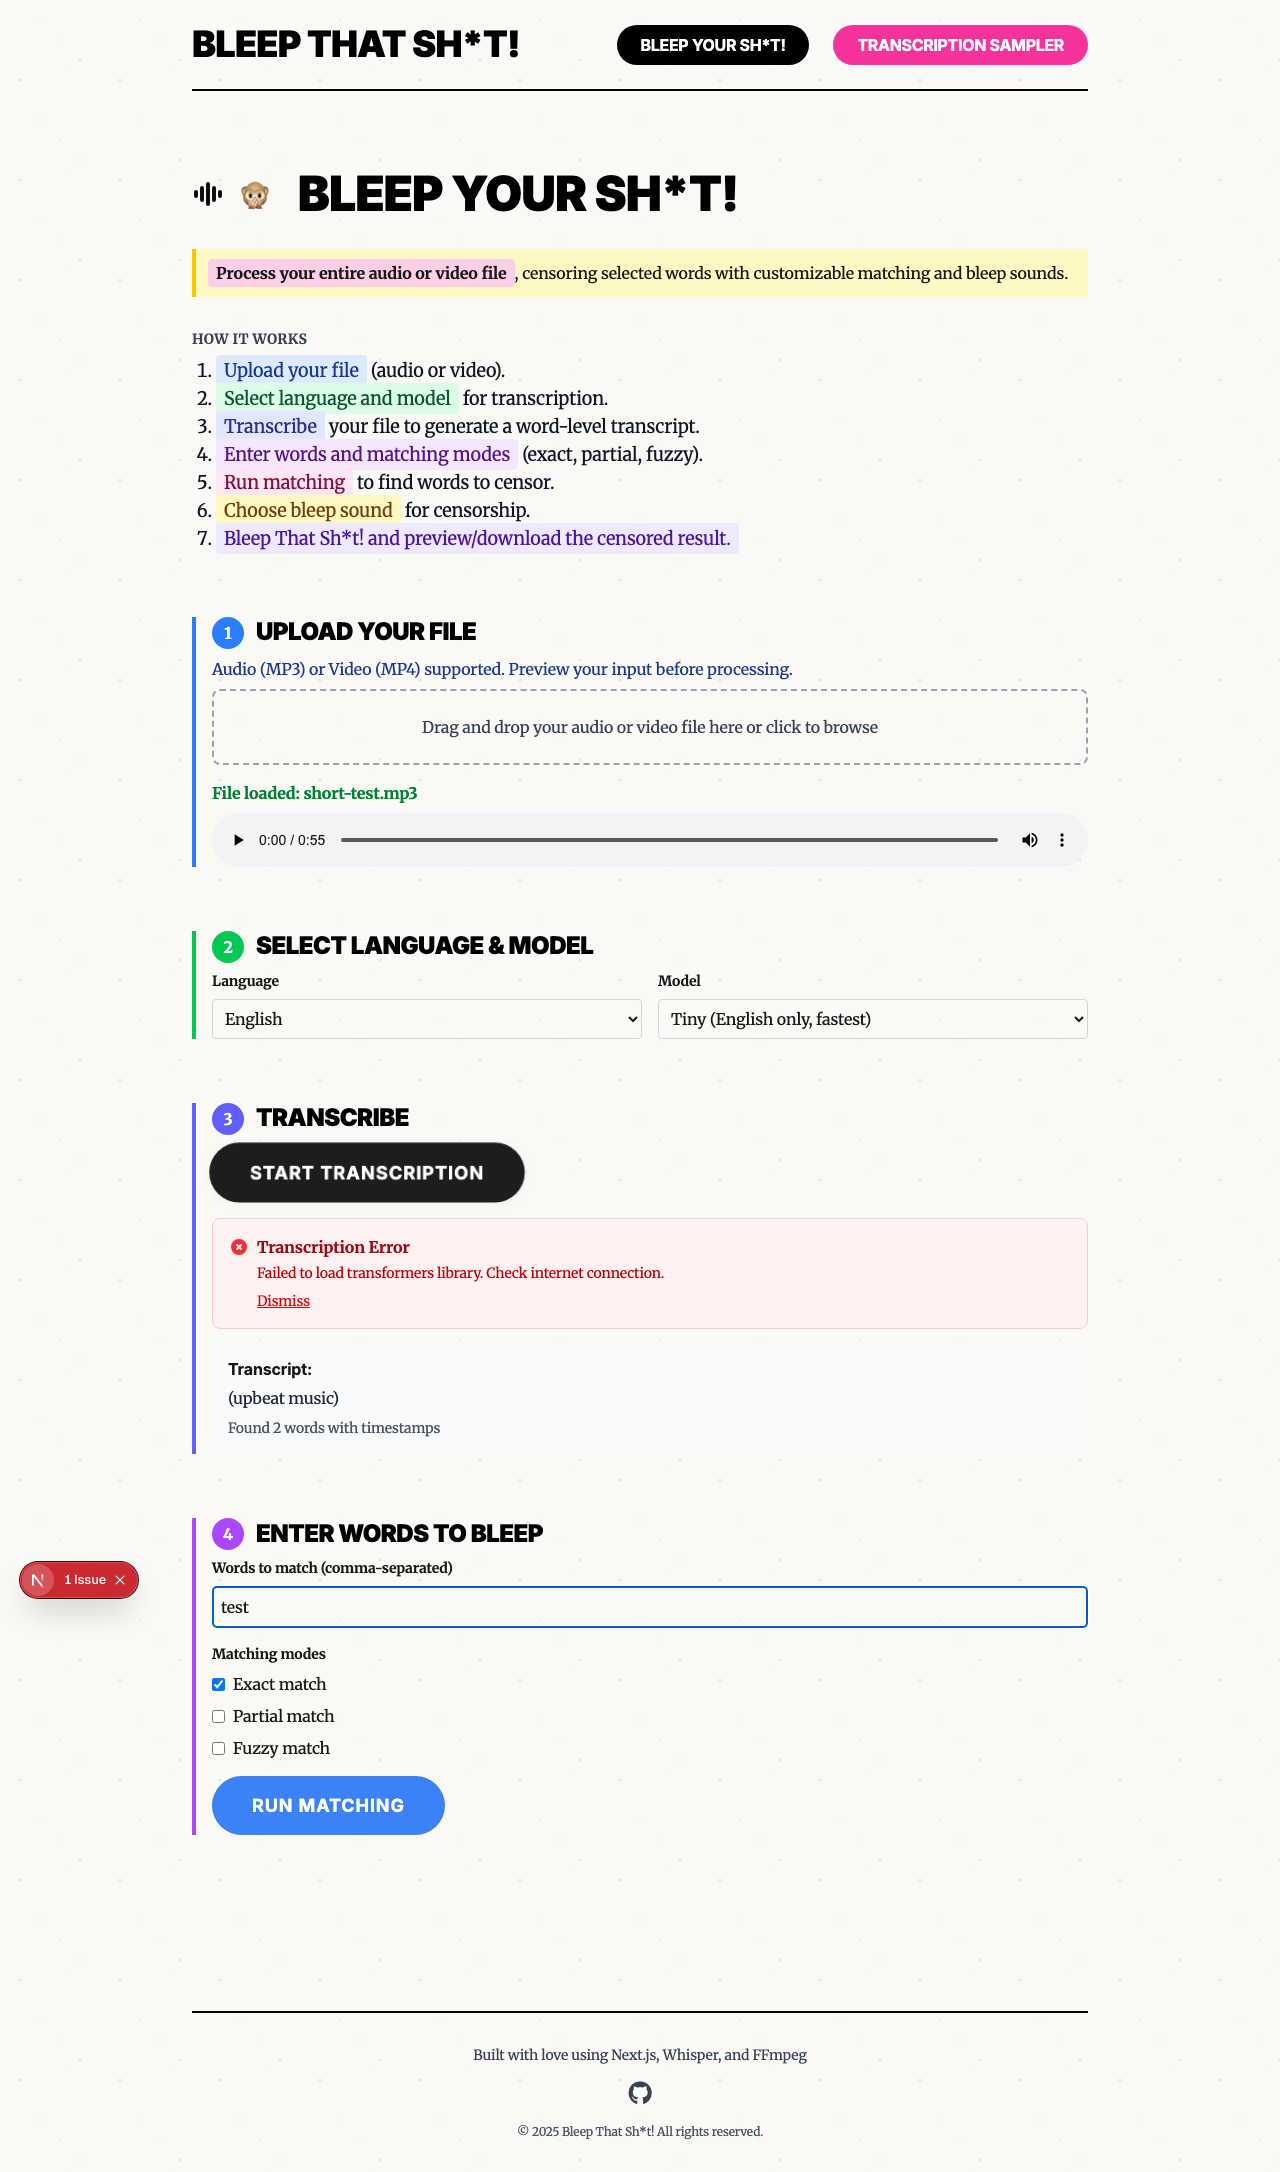 BLEEP THAT SH*T!
BLEEP YOUR SH*T!
TRANSCRIPTION SAMPLER
BLEEP YOUR SH*T!
Process your entire audio or video file, censoring selected words with customizable matching and bleep sounds.
HOW IT WORKS
1. Upload your file (audio or video).
2. Select language and model for transcription.
3. Transcribe your file to generate a word-level transcript.
4. Enter words and matching modes (exact, partial, fuzzy).
5. Run matching to find words to censor.
6. Choose bleep sound for censorship.
7. Bleep That Sh*t! and preview/download the censored result.
1 UPLOAD YOUR FILE
Audio (MP3) or Video (MP4) supported. Preview your input before processing.
Drag and drop your audio or video file here or click to browse
File loaded: short-test.mp3
0:00 / 0:55
2 SELECT LANGUAGE & MODEL
Language
Model
English
Tiny (English only, fastest)
3 TRANSCRIBE
START TRANSCRIPTION
Transcription Error
Failed to load transformers library. Check internet connection.
Dismiss
Transcript:
(upbeat music)
Found 2 words with timestamps
4 ENTER WORDS TO BLEEP
Words to match (comma-separated)
N 1 Issue
test
Matching modes
Exact match
Partial match
Fuzzy match
RUN MATCHING
Built with love using Next.js, Whisper, and FFmpeg
© 2025 Bleep That Sh*t! All rights reserved.